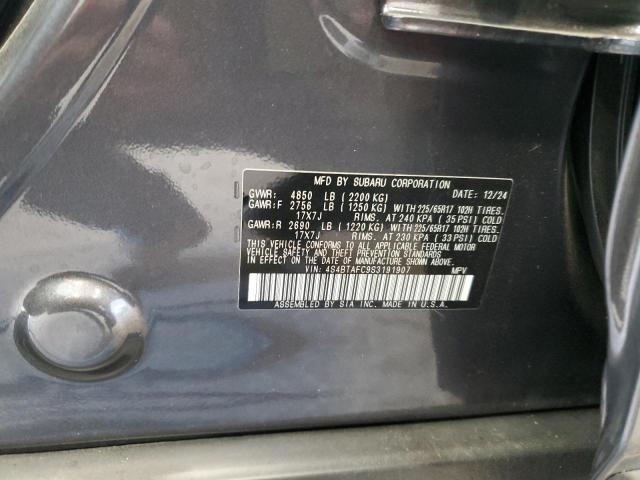 MFD BY SUBARU CORPORATION
GVWR: 4850 LB (2200 KG) DATE: 12/24
GAWR:F 2756 LB (1250 KG) WITH 225/65R17 102H TIRES.
17X7J RIMS. AT 240 KPA (35 PSI) COLD
GAWR:R 2690 LB (1220 KG) WITH 225/65R17 102H TIRES.
17X7J RIMS. AT 230 KPA (33 PSI) COLD
THIS VEHICLE CONFORMS TO ALL APPLICABLE FEDERAL MOTOR
VEHICLE SAFETY AND THEFT PREVENTION STANDARDS
IN EFFECT ON THE DATE OF MANUFACTURE SHOWN ABOVE.
VIN: 4S4BTAFC9S3191907 MPV
ASSEMBLED BY SIA INC. MADE IN U.S.A.